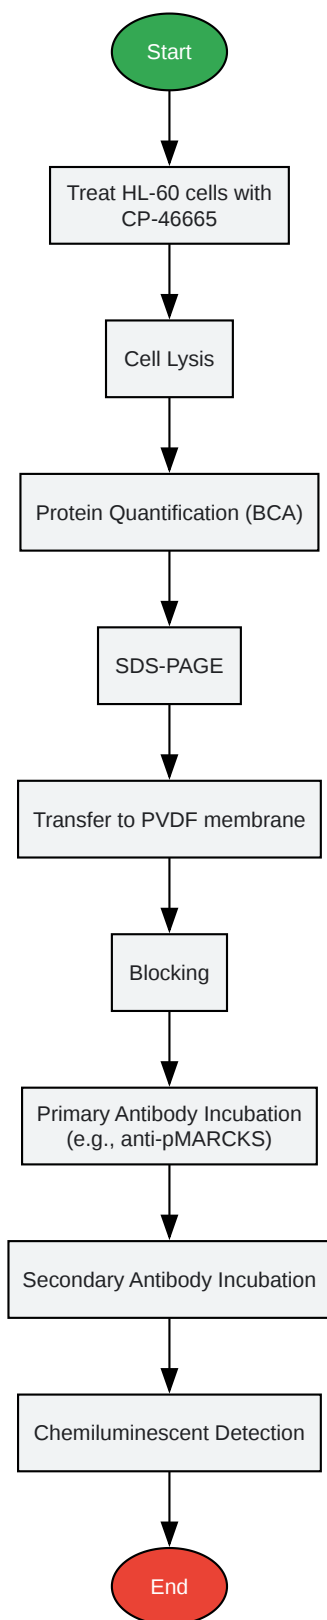 Start
Treat HL-60 cells with
CP-46665
Cell Lysis
Protein Quantification (BCA)
SDS-PAGE
Transfer to PVDF membrane
Blocking
Primary Antibody Incubation
(e.g., anti-pMARCKS)
Secondary Antibody Incubation
Chemiluminescent Detection
End